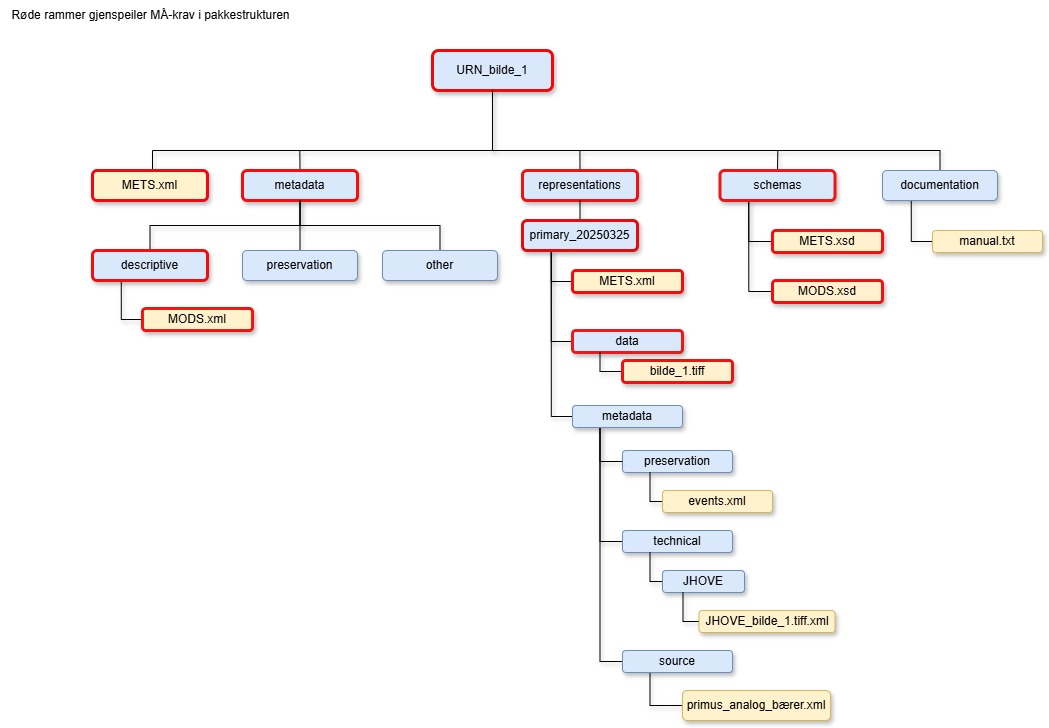 Røde rammer gjenspeiler MÅ-krav i pakkestrukturen
URN_bilde_1
METS.xml
metadata
representations
schemas
documentation
primary_20250325
METS.xsd
manual.txt
descriptive
preservation
other
METS.xml
MODS.xsd
MODS.xml
data
bilde_1.tiff
metadata
preservation
events.xml
technical
JHOVE
JHOVE_bilde_1.tiff.xml
source
primus_analog_bærer.xml